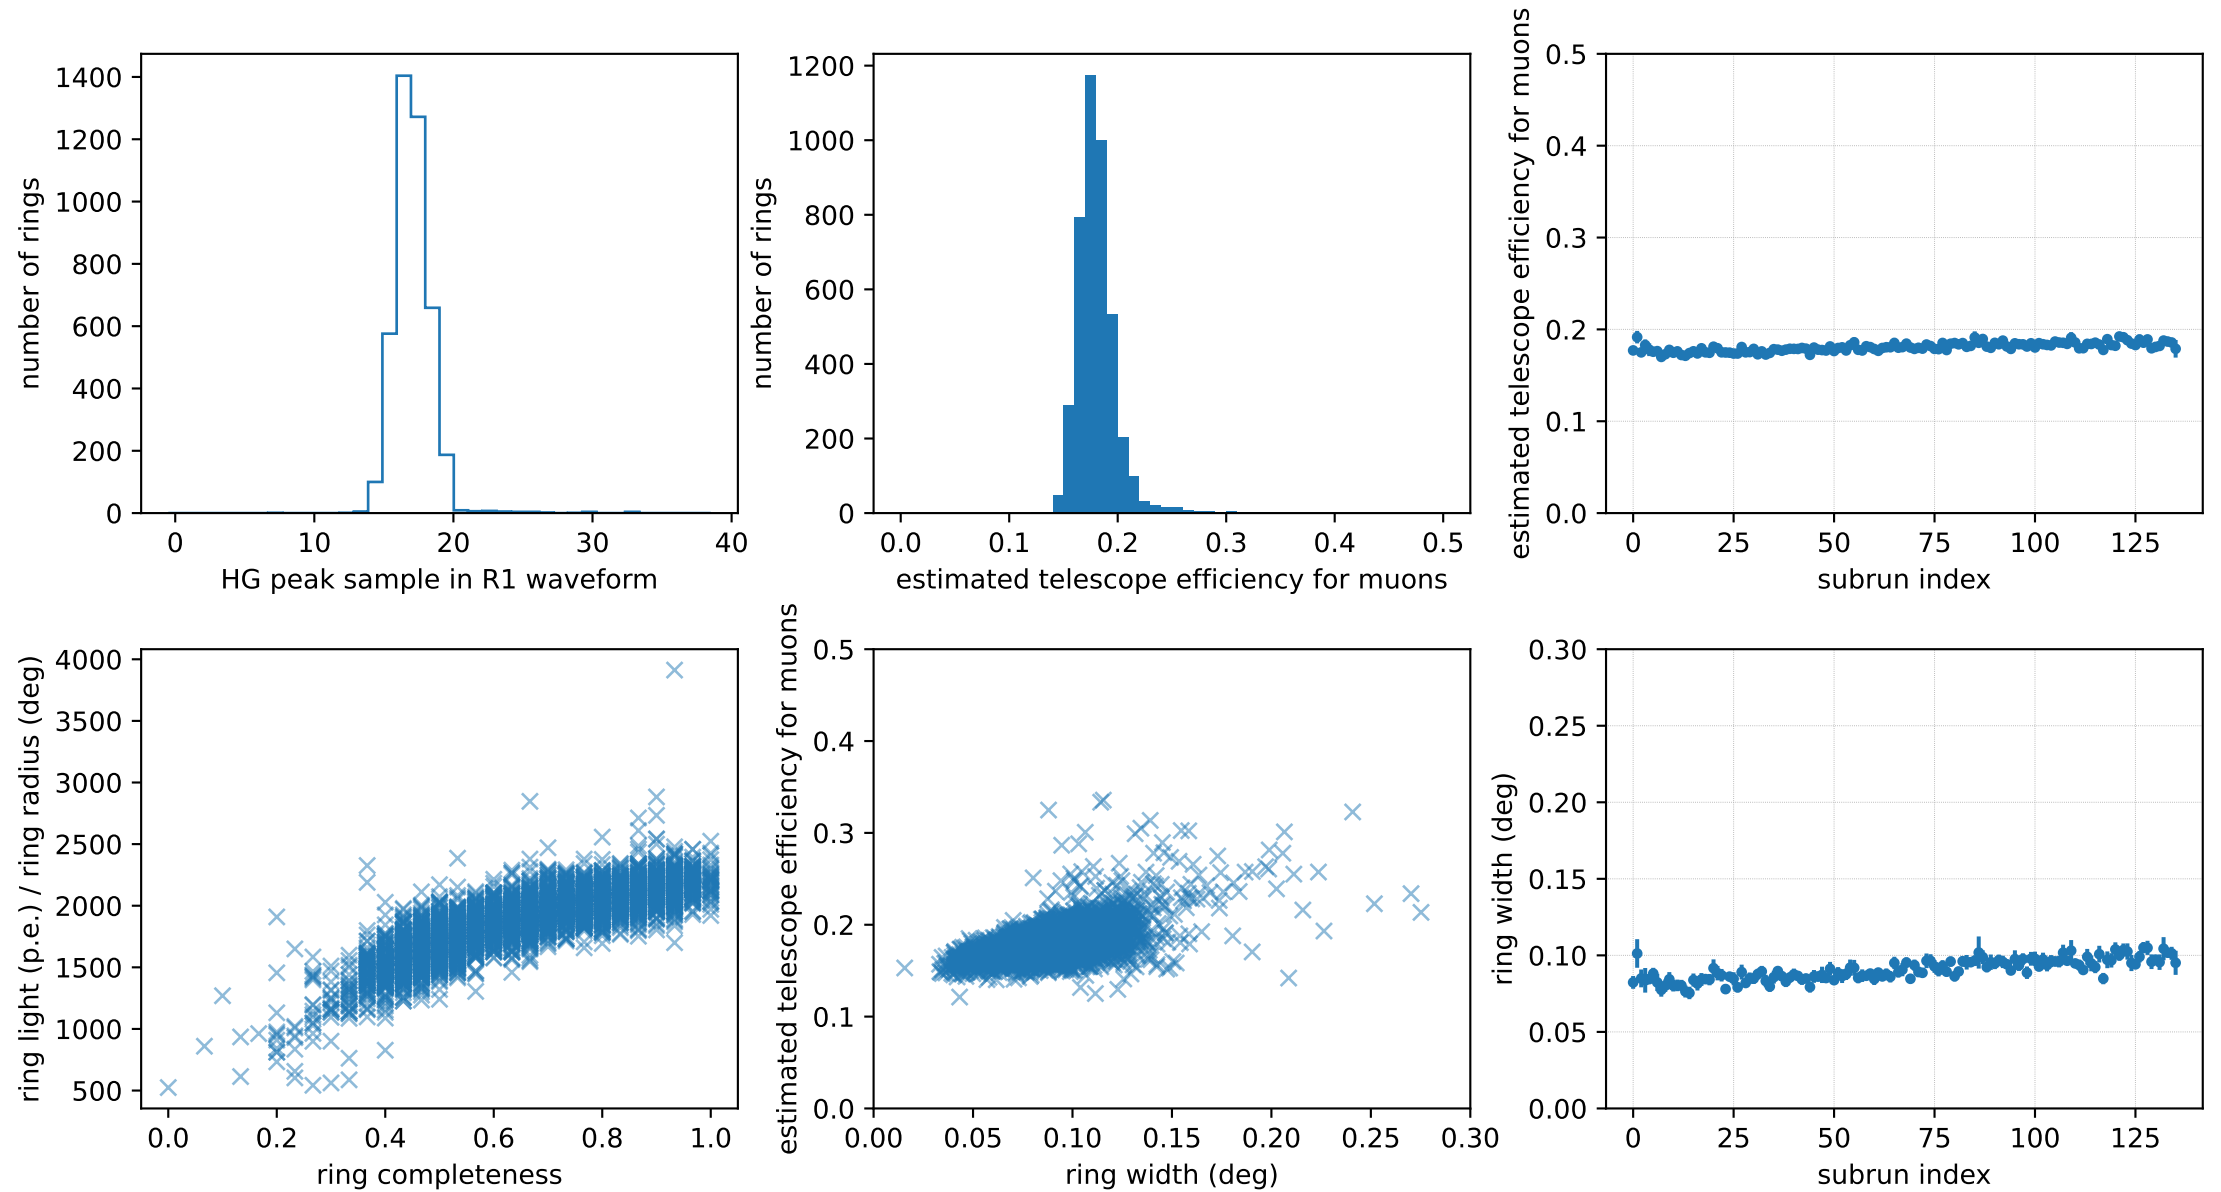 1400
1200
1000
800
600
400
200
0
number of rings
0 10 20 30 40
HG peak sample in R1 waveform
1200
1000
800
600
400
200
0
number of rings
0.0 0.1 0.2 0.3 0.4 0.5
estimated telescope efficiency for muons
0.5
0.4
0.3
0.2
0.1
0.0
estimated telescope efficiency for muons
0 25 50 75 100 125
subrun index
4000
3500
3000
2500
2000
1500
1000
500
ring light (p.e.) / ring radius (deg)
0.0 0.2 0.4 0.6 0.8 1.0
ring completeness
0.5
0.4
0.3
0.2
0.1
0.0
estimated telescope efficiency for muons
0.00 0.05 0.10 0.15 0.20 0.25 0.30
ring width (deg)
0.30
0.25
0.20
0.15
0.10
0.05
0.00
ring width (deg)
0 25 50 75 100 125
subrun index